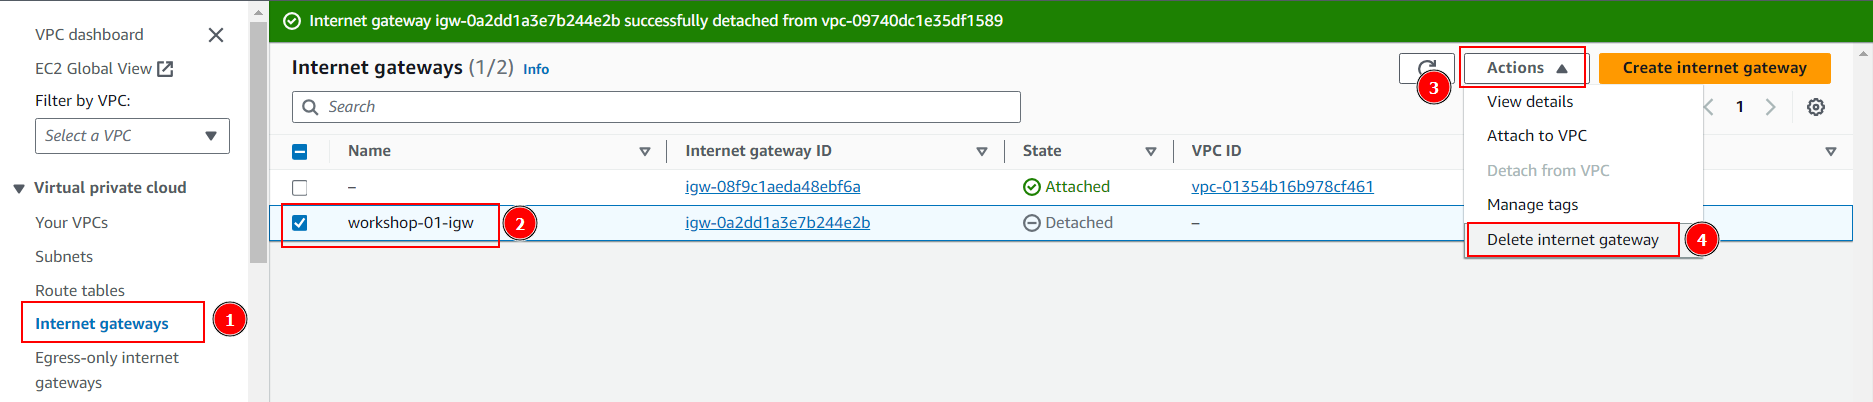 Internet gateway igw-0a2dd1a3e7b244e2b successfully detached from vpc-09740dc1e35df1589
VPC dashboard
EC2 Global View
Filter by VPC:
Select a VPC
Virtual private cloud
Your VPCs
Subnets
Route tables
Internet gateways
1
Egress-only internet
gateways
Internet gateways (1/2) Info
3
Actions
Create internet gateway
Search
1
View details
Attach to VPC
Detach from VPC
Manage tags
Delete internet gateway
4
Name Internet gateway ID State VPC ID
– igw-08f9c1aeda48ebf6a Attached vpc-01354b16b978cf461
workshop-01-igw 2 igw-0a2dd1a3e7b244e2b Detached –